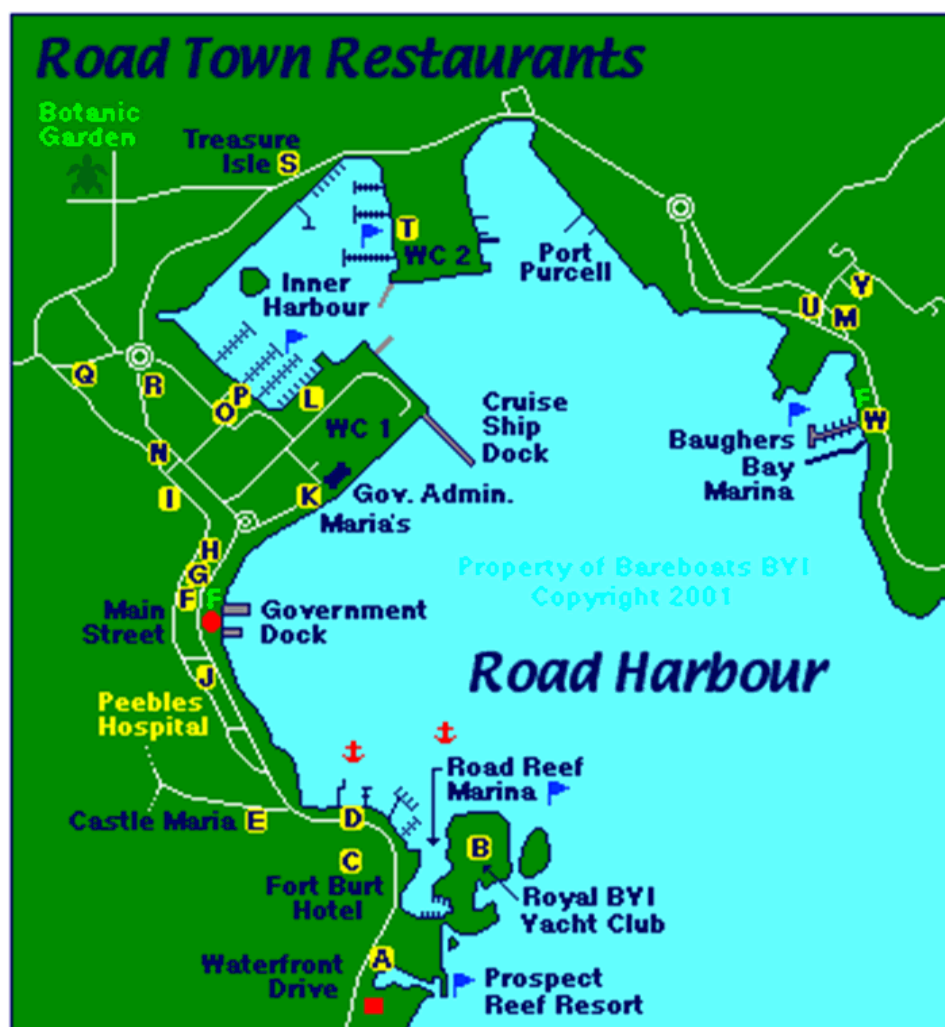 Road Town Restaurants
Botanic
Garden
Treasure
Isle S
T
WC 2
Port
Purcell
Inner
Harbour
Y
U
M
Q
R
P
O
L
WC 1
Cruise
Ship
Dock
F
W
Baughers
Bay
Marina
N
I
K
Gov. Admin.
Maria's
H
G
F
F
Property of Bareboats BYI
Copyright 2001
Main
Street
Government
Dock
Road Harbour
J
Peebles
Hospital
Road Reef
Marina
Castle Maria E
D
B
C
Fort Burt
Hotel
Royal BYI
Yacht Club
A
Waterfront
Drive
Prospect
Reef Resort